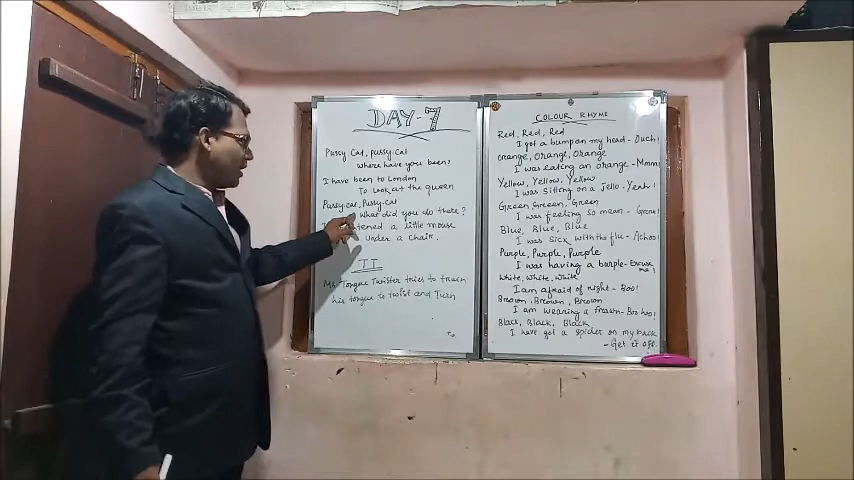 DAY-7
Pussy Cat, pussy cat
Where have you been?
I have been to London
To look at the queen
Pussy.cat, Pussy.cat
What did you do there?
a little mouse
under a chair.
TT
Mr. Tongue Twister tries to train
his tongue to twist and Turn
COLOUR RHYME
Red, Red, Red
I got a bump on my head - Ouch!
Orange, Orange, Orange
I was eating an orange - Mmm!
Yellow, Yellow, Yellow
I was Sitting on a Jello - Yeah!
Green, Green, Green
I was feeling so mean -
Blue, Blue, Blue
I was Sick with the flu - Achoo!
Purple, Purple, Purple
I was having a burple - Excuse
me!
White, White, White
I am afraid of night - Boo!
Brown, Brown, Brown
I am wearing a frown - Boo hoo!
Black, Black, Black
I have got a spider on my back
- Get it off.